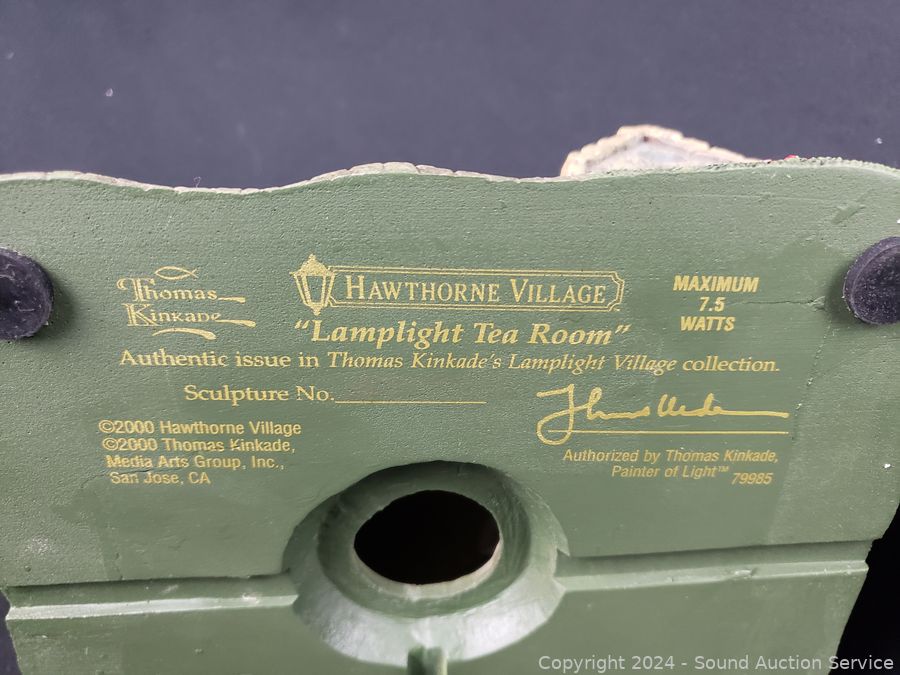 Thomas
Kinkade
HAWTHORNE VILLAGE
MAXIMUM
7.5
WATTS
"Lamplight Tea Room"
Authentic issue in Thomas Kinkade's Lamplight Village collection.
Sculpture No.
©2000 Hawthorne Village
©2000 Thomas Kinkade,
Media Arts Group, Inc.,
San Jose, CA
Authorized by Thomas Kinkade,
Painter of Light™
79985
Copyright 2024 - Sound Auction Service